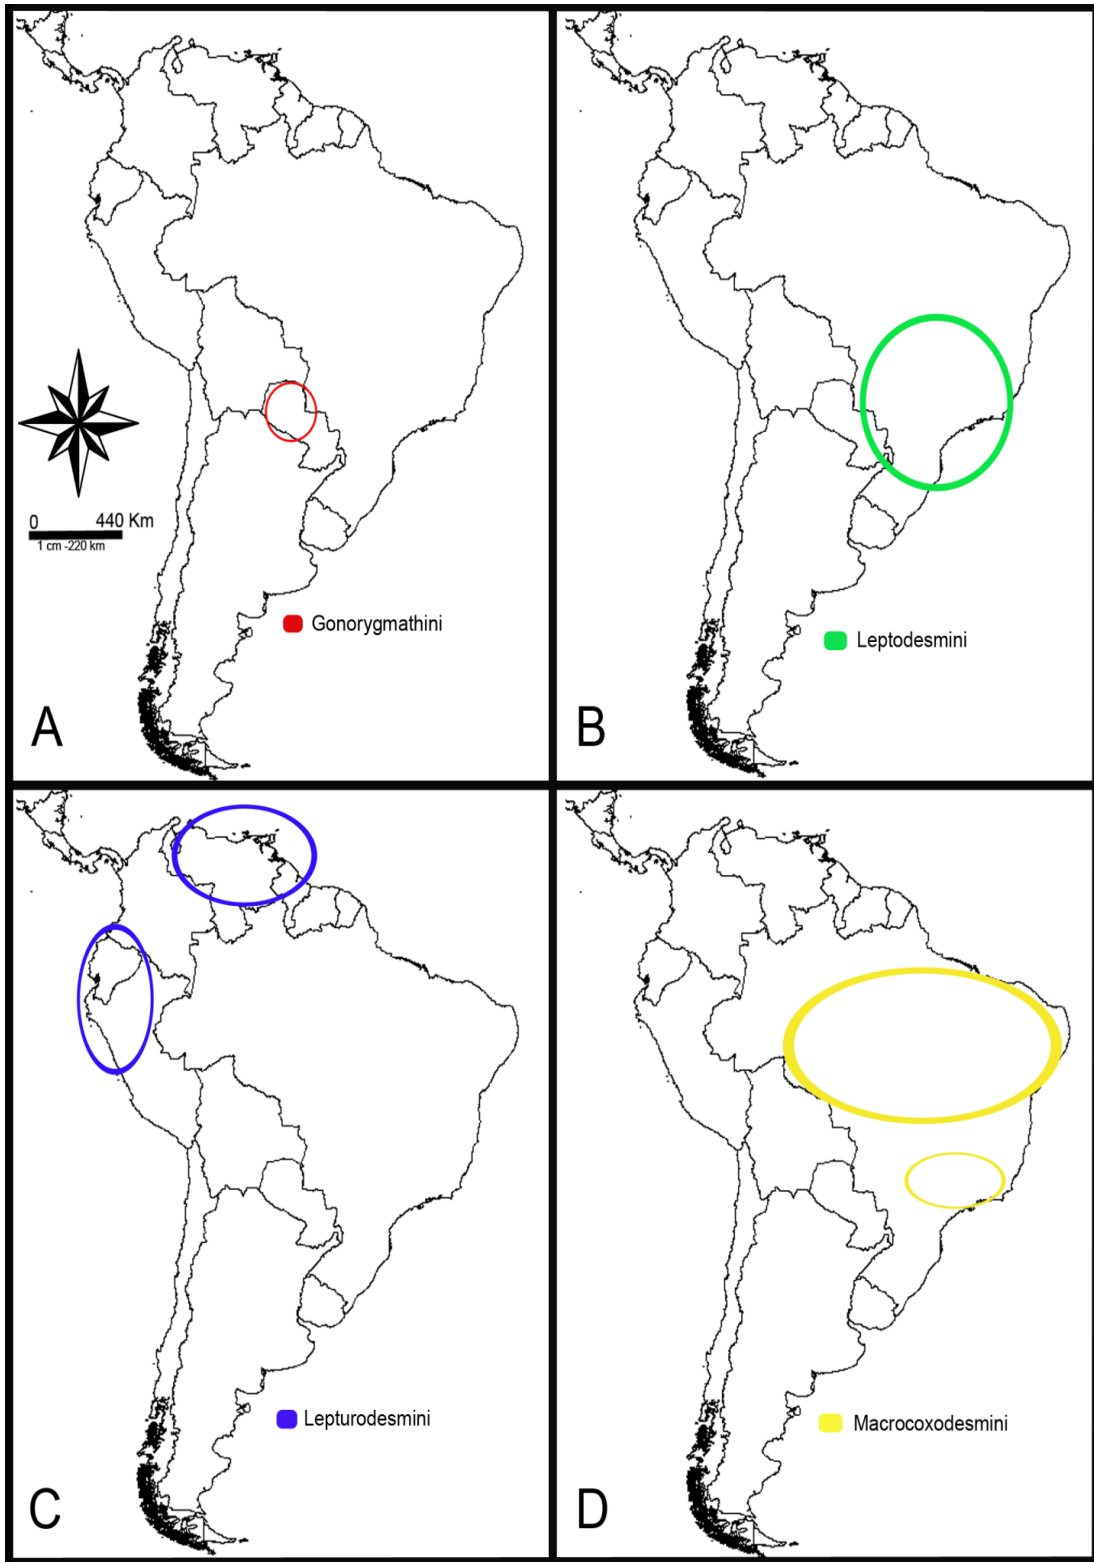 0 440 Km
1 cm -220 km
Gonorygmathini
A
Leptodesmini
B
Lepturodesmini
C
Macrocoxodesmini
D